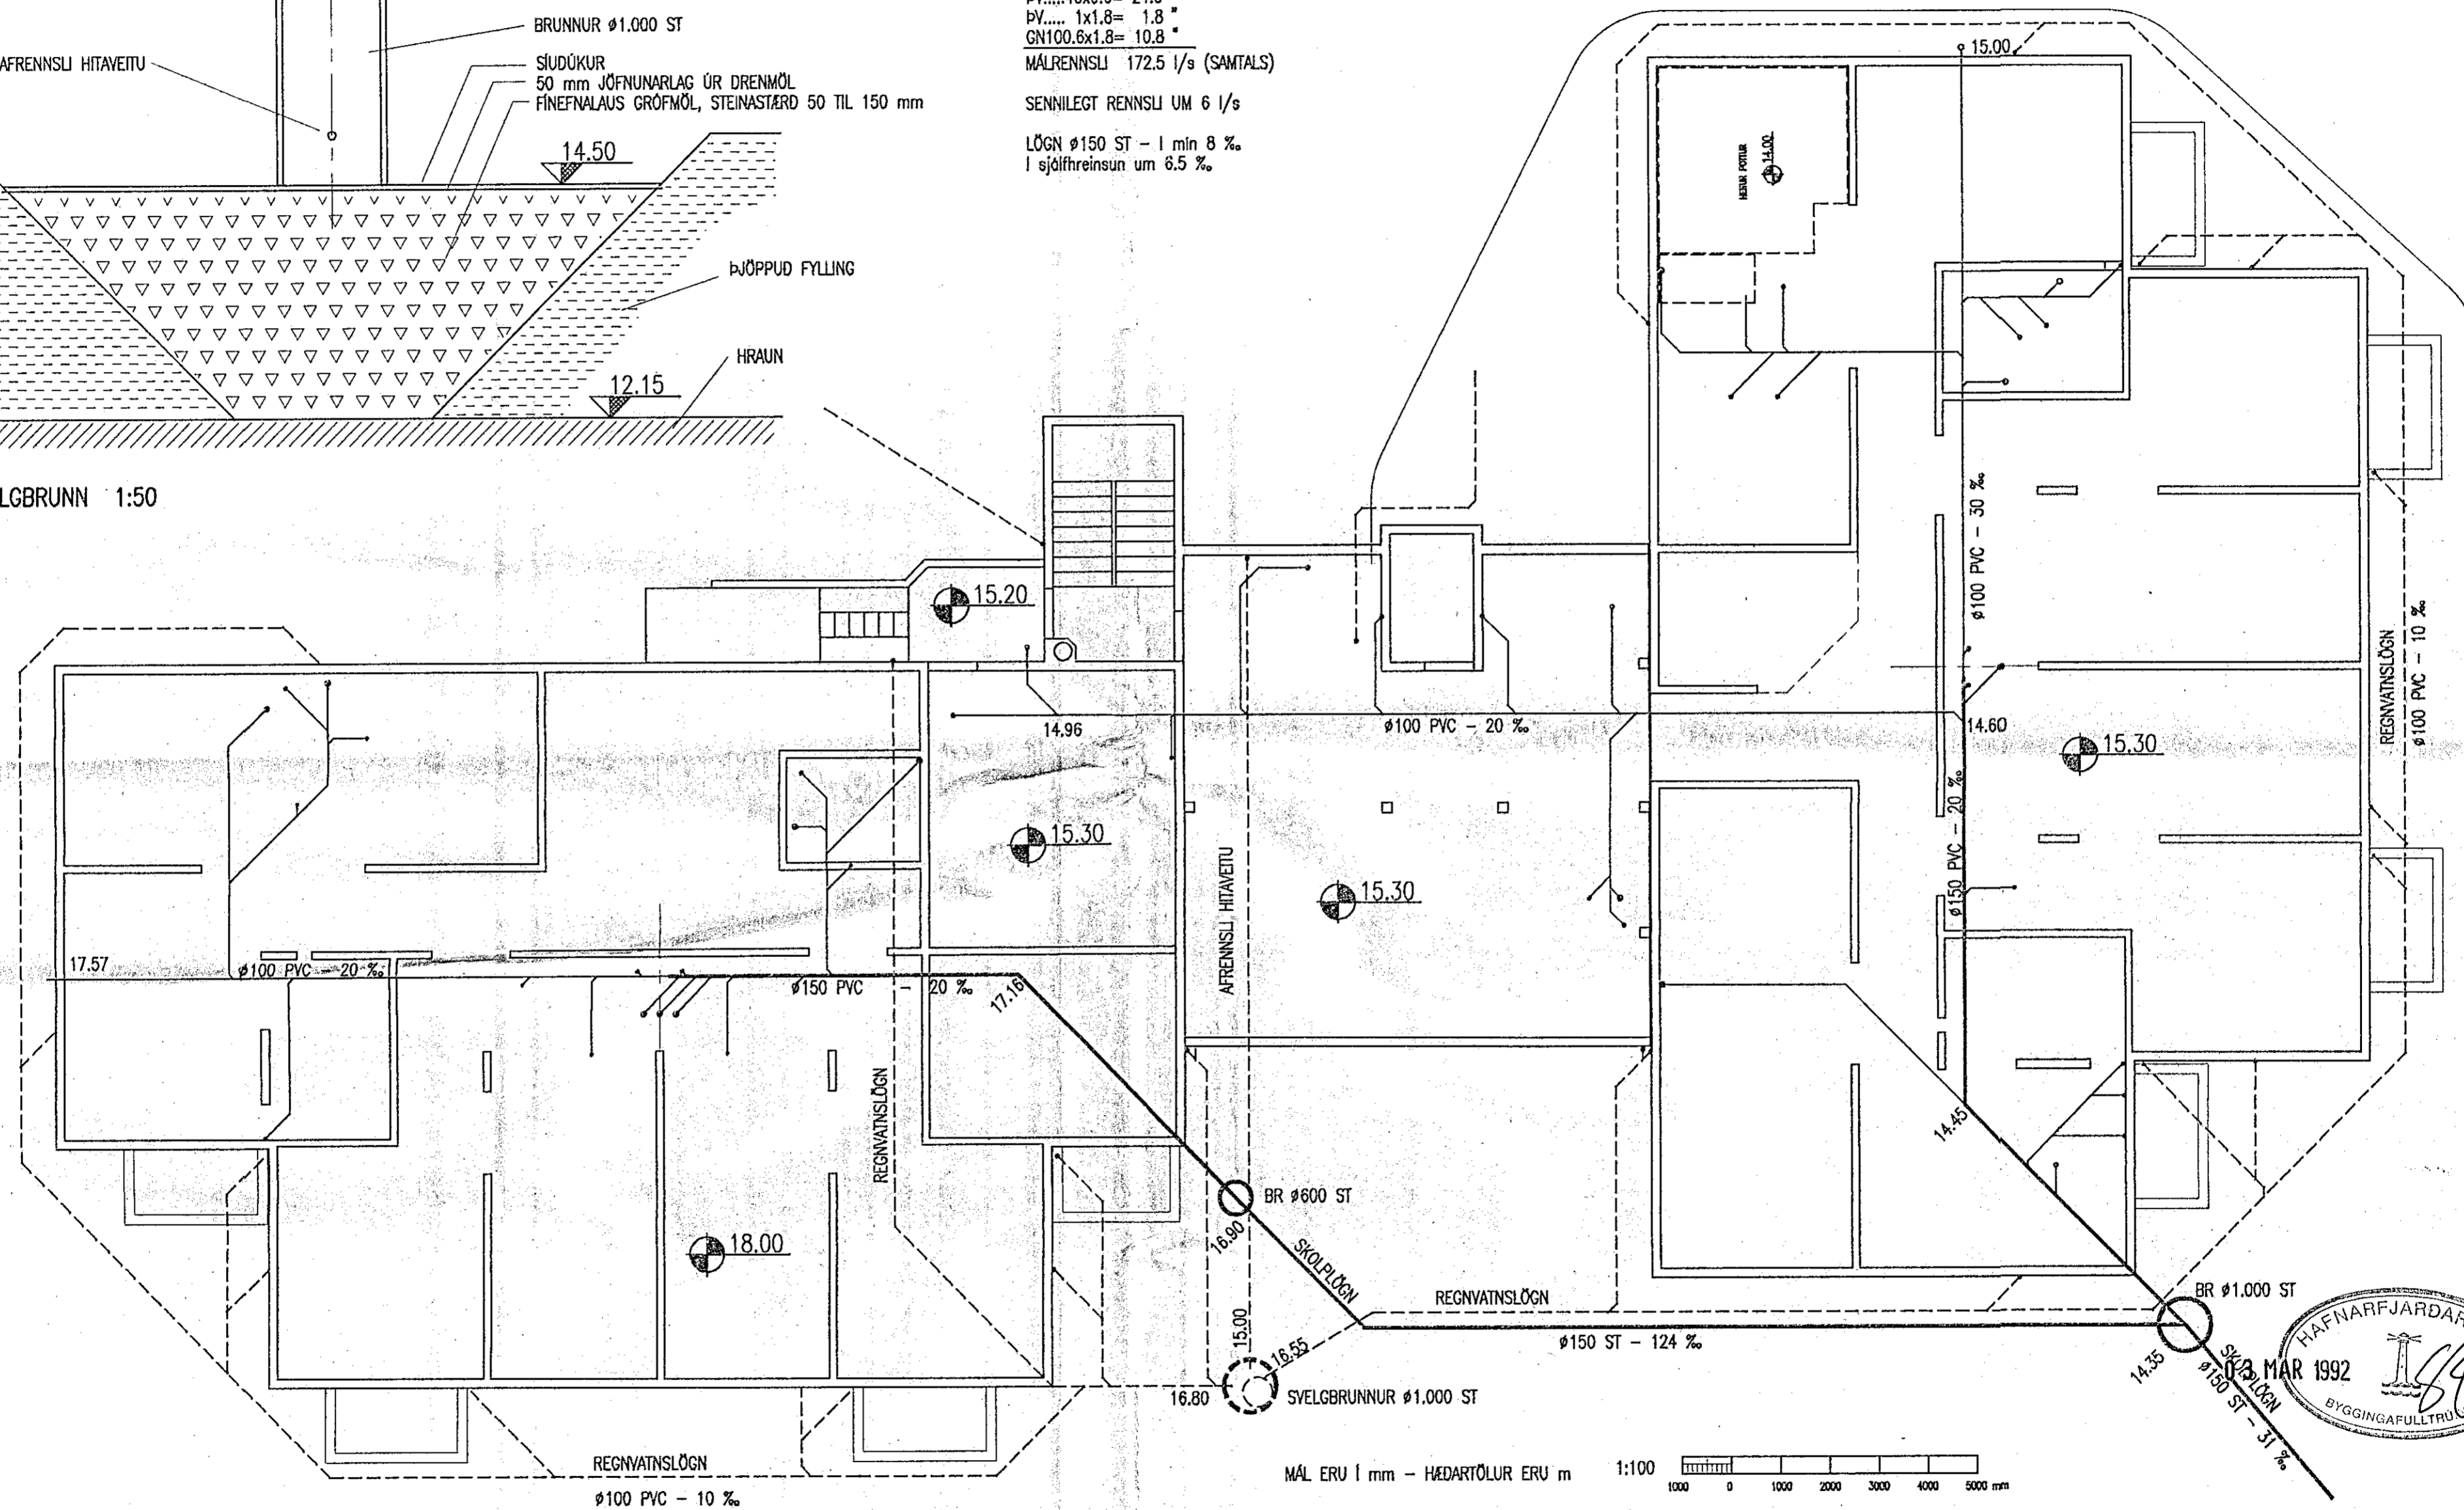 BRUNNUR ø1.000 ST
AFRENNSLI HITAVEITU
SÍUDÚKUR
50 mm JÖFNUNARLAG ÚR DRENMÖL
FÍNEFNALAUS GRÓFMÖL, STEINASTÆRÐ 50 TIL 150 mm
14.50
ÞJÖPPUÐ FYLLING
HRAUN
12.15
LGBRUNN 1:50
ÞV..... 1x1.8= 1.8 "
GN100.6x1.8= 10.8 "
MÁLRENNSLI 172.5 l/s (SAMTALS)
SENNILEGT RENNSLI UM 6 l/s
LÖGN ø150 ST - I min 8 ‰
I sjálfhreinsun um 6.5 ‰
15.00
HEITUR POTTUR
14.00
ø100 PVC - 30 ‰
REGNVATNSLÖGN
ø100 PVC - 10 ‰
15.20
14.96
ø100 PVC - 20 ‰
14.60
15.30
ø150 PVC - 20 ‰
15.30
15.30
AFRENNSLI HITAVEITU
17.57
ø100 PVC - 20 ‰
ø150 PVC - 20 ‰
17.16
REGNVATNSLÖGN
14.45
18.00
BR ø600 ST
16.90
SKOLPLÖGN
REGNVATNSLÖGN
ø150 ST - 124 ‰
BR ø1.000 ST
14.35
SKOLPLÖGN
ø150 ST - 31 ‰
15.00
16.55
16.80
SVELGBRUNNUR ø1.000 ST
HAFNARFJARÐAR
03 MAR 1992
REGNVATNSLÖGN
ø100 PVC - 10 ‰
MÁL ERU Í mm - HÆÐARTÖLUR ERU m
1:100
1000 0 1000 2000 3000 4000 5000 mm